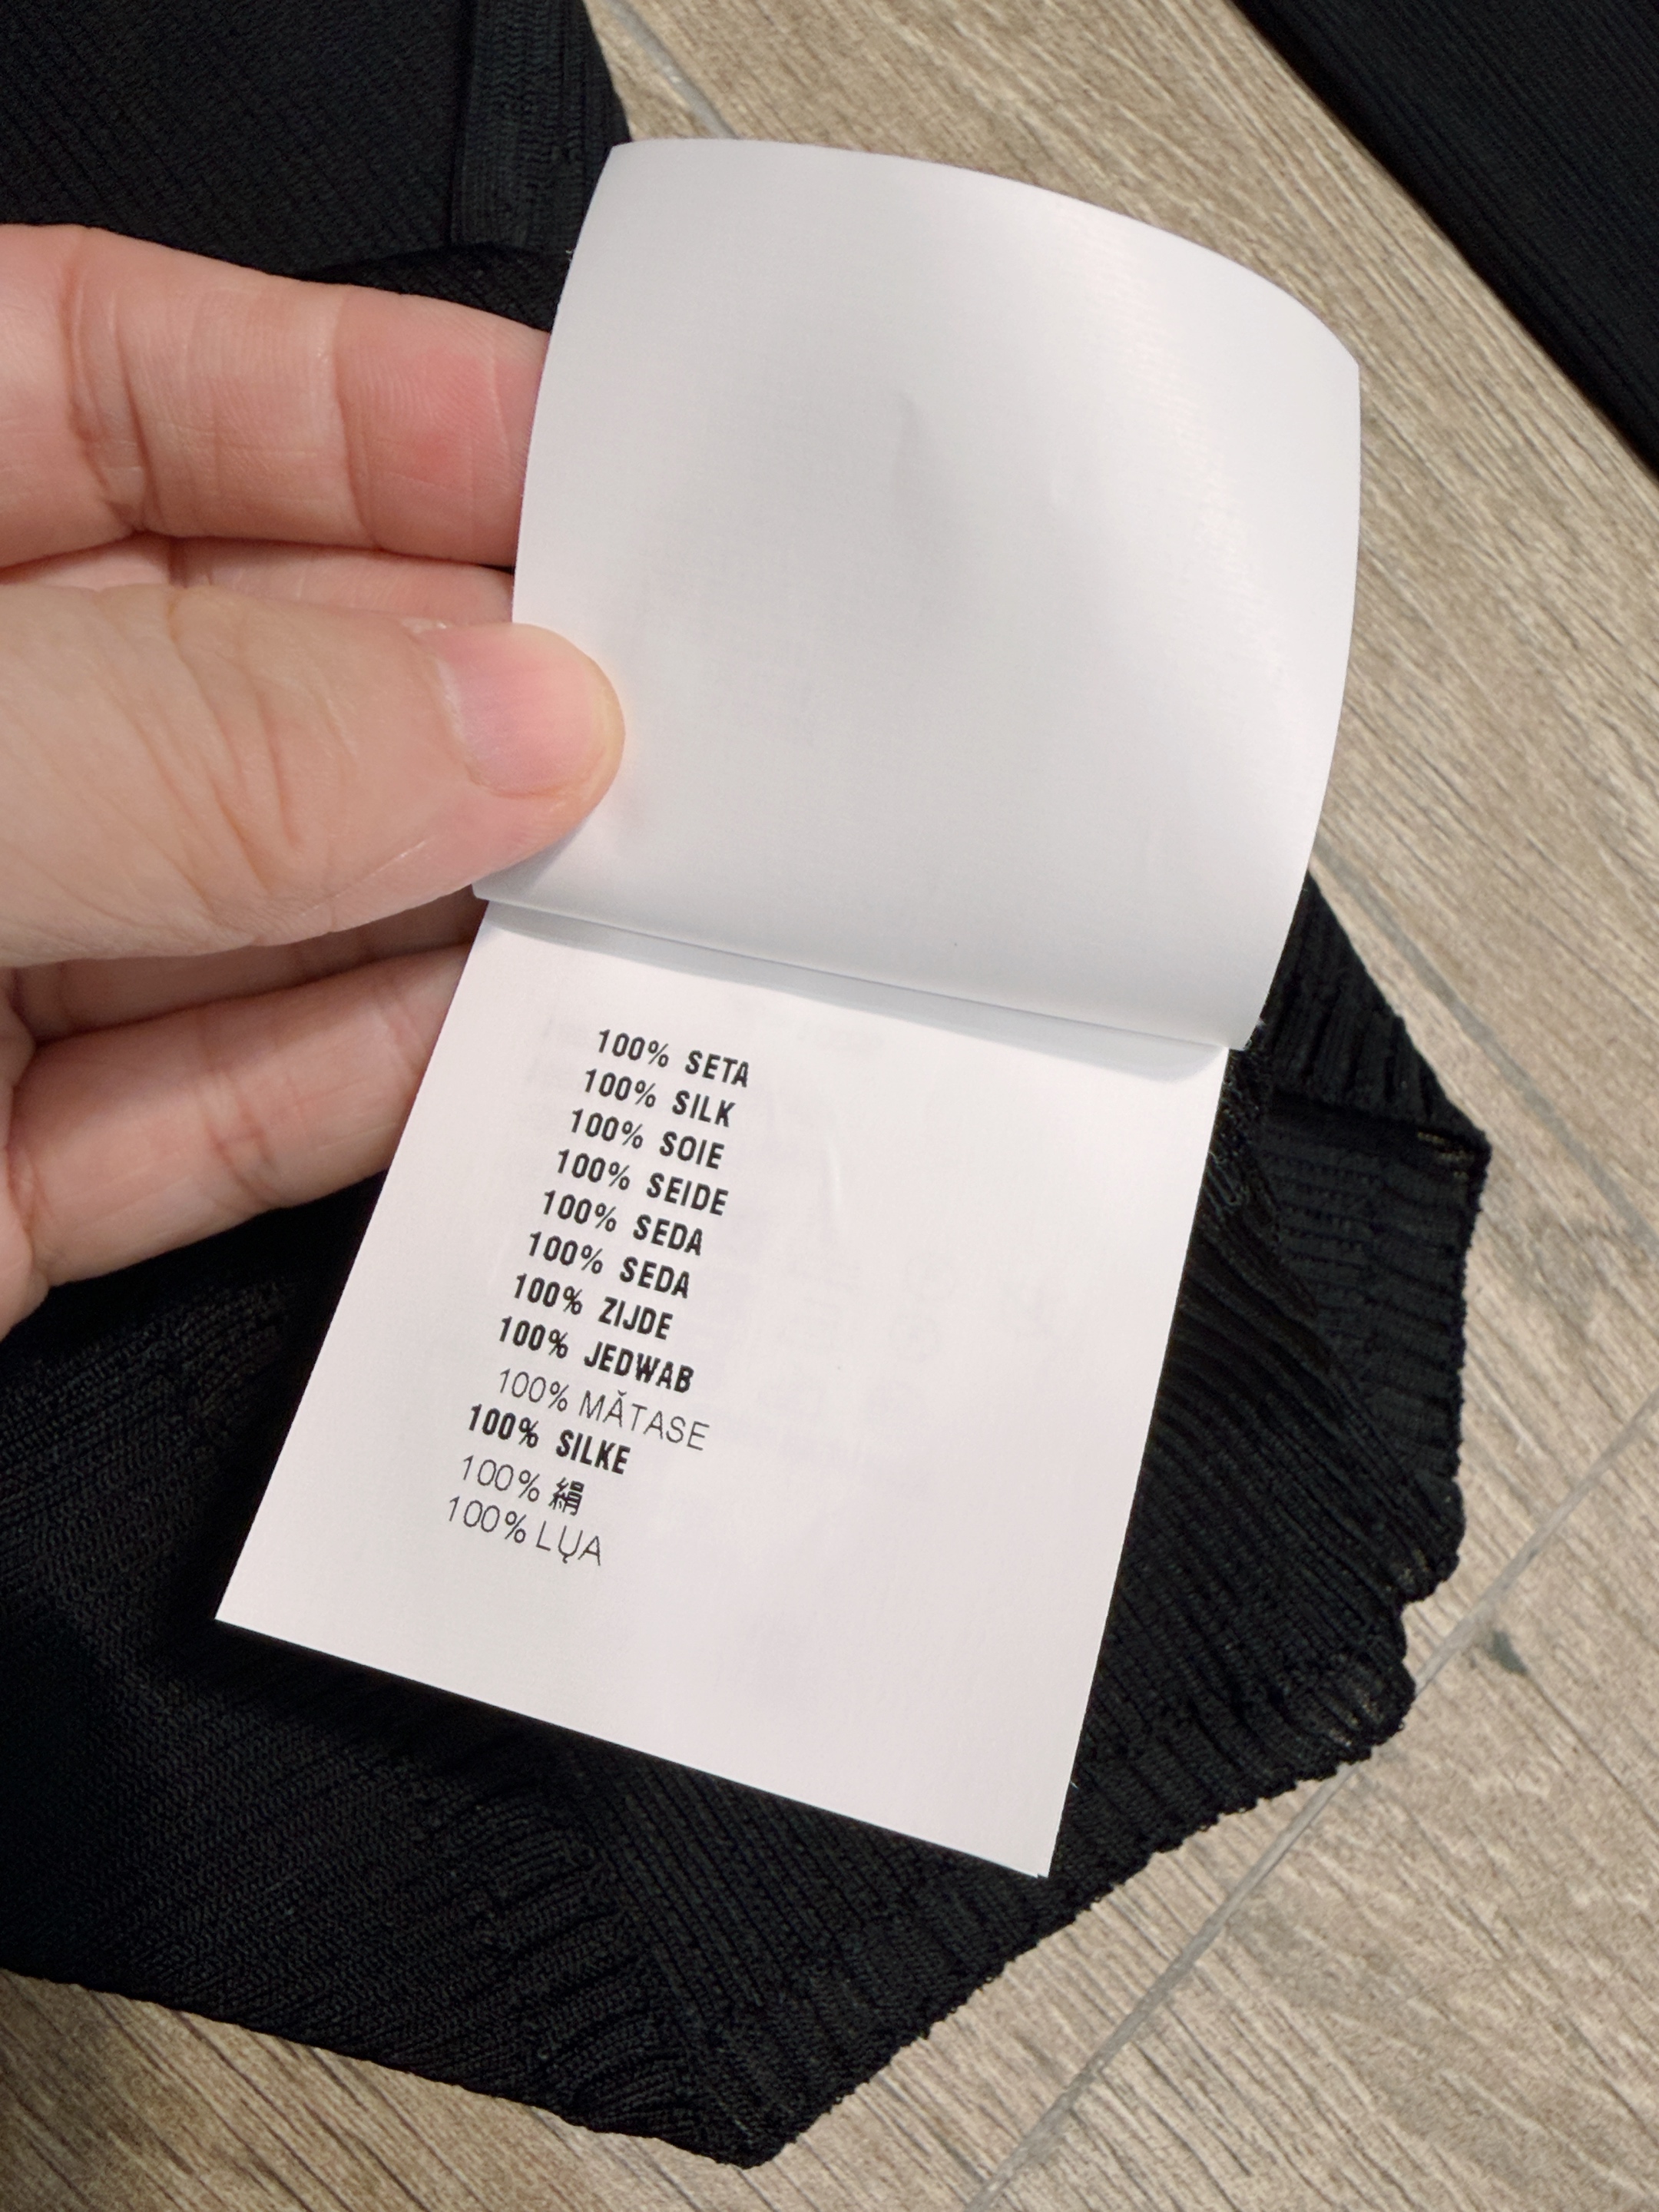 100% SETA
100% SILK
100% SOIE
100% SEIDE
100% SEDA
100% SEDA
100% ZIJDE
100% JEDWAB
100% MǍTASE
100% SILKE
100% 絹
100% LỤA